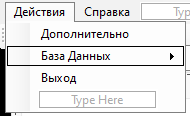 Действия Справка Type
Дополнительно
База Данных
Выход
Type Here